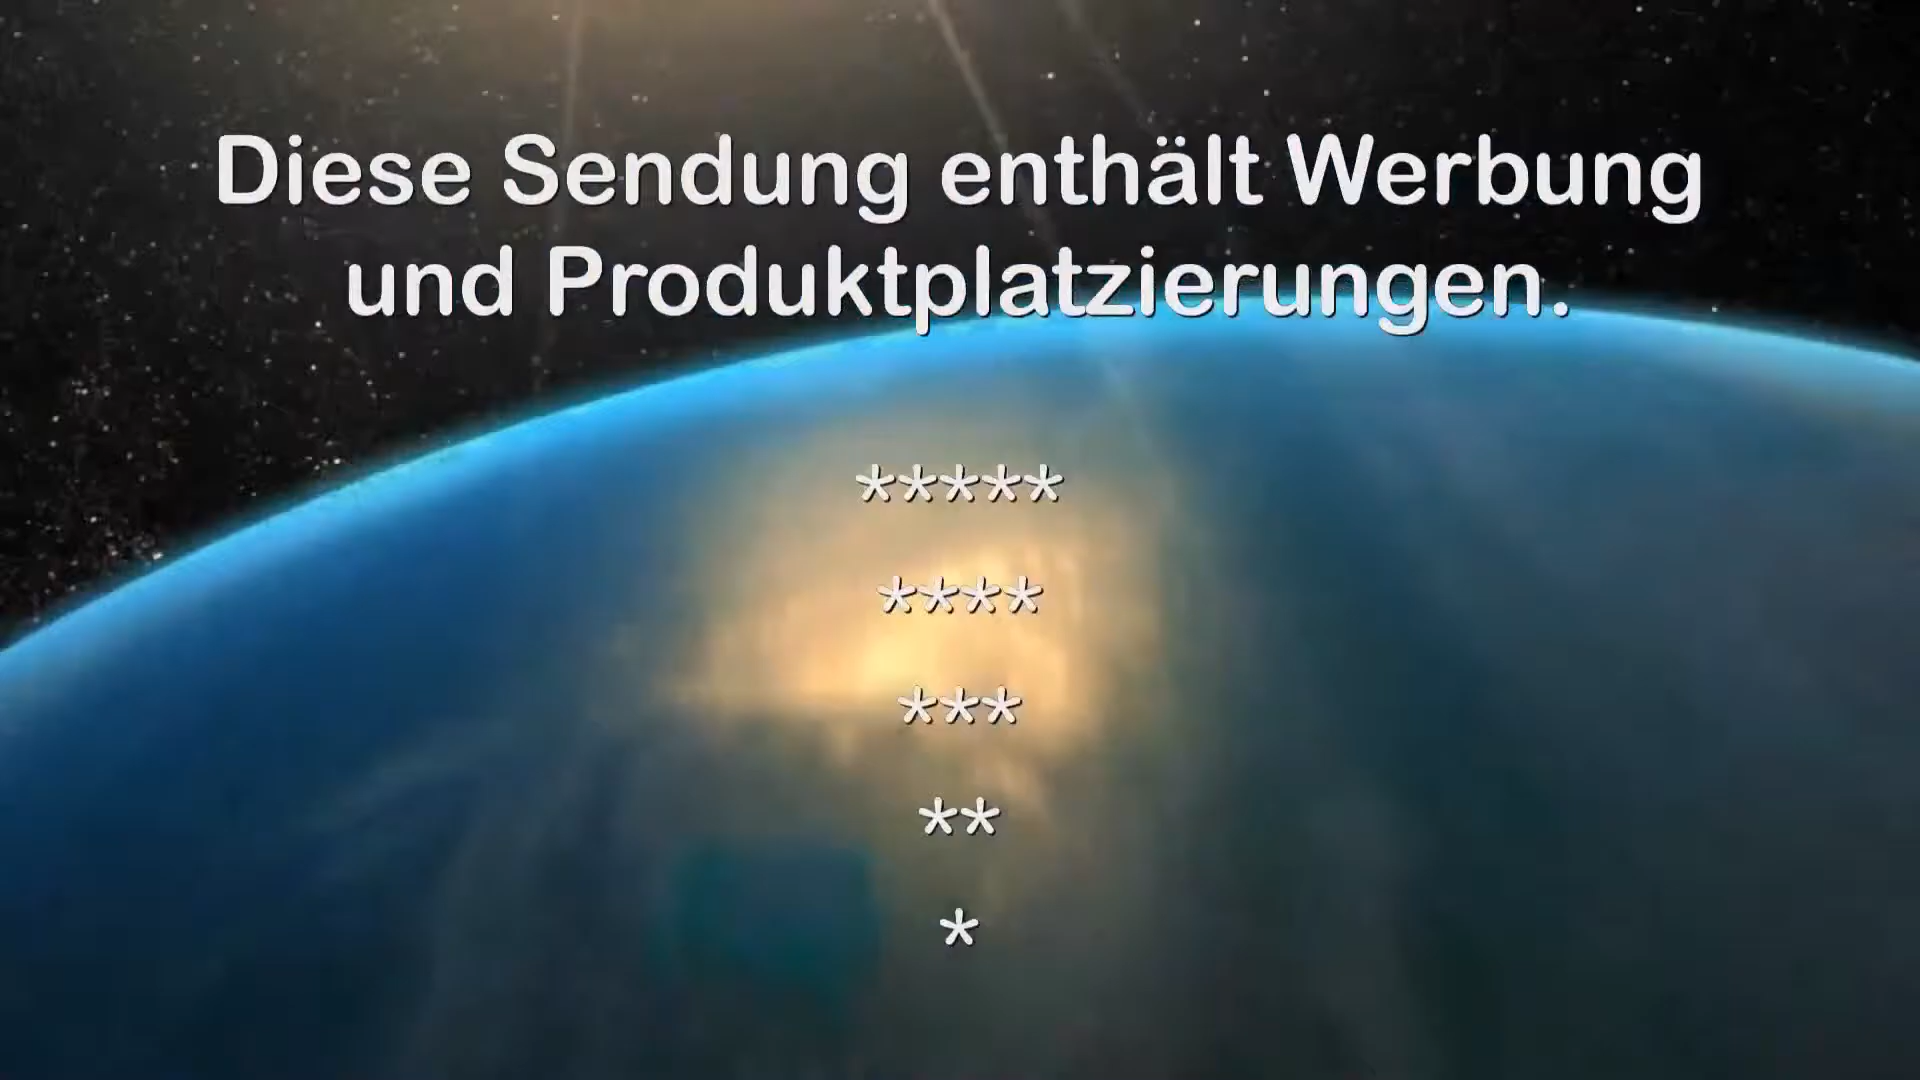 Diese Sendung enthält Werbung
und Produktplatzierungen.
*****
****
***
**
*